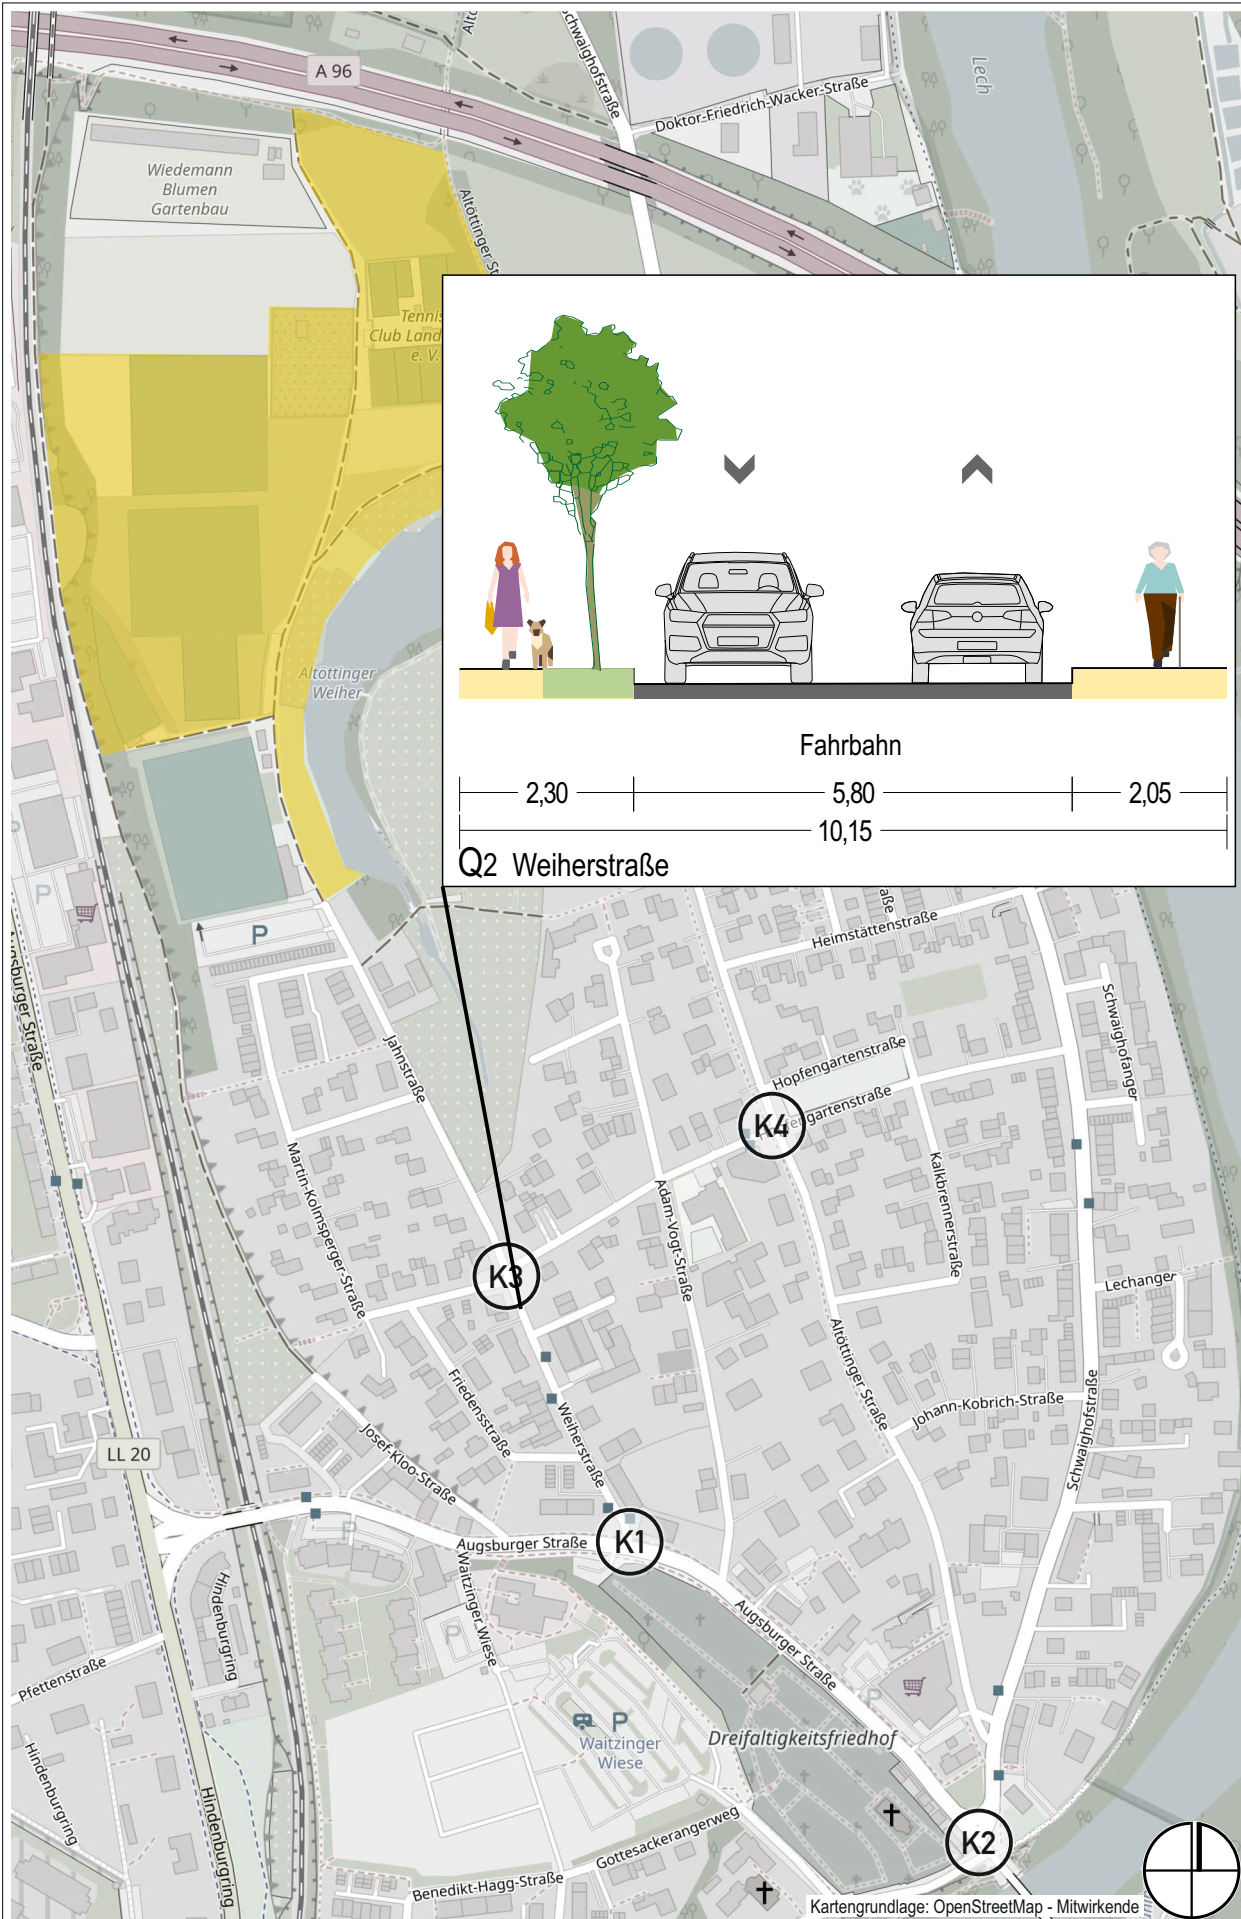 A 96
Schwaighofstraße
Doktor-Friedrich-Wacker-Straße
Lech
Wiedemann
Blumen
Gartenbau
Altöttinger St
Tennis
Club Land
e. V.
Altöttinger
Weiher
Fahrbahn
2,30
5,80
2,05
10,15
Q2 Weiherstraße
P
P
Augsburger Straße
aße
Heimstättenstraße
Schwaighofanger
Jahnstraße
Hopfengartenstraße
fengartenstraße
K4
Martin-Kolmsperger-Straße
Adam-Vogt-Straße
Kalkbrennerstraße
K3
Lechanger
Altöttinger Straße
Friedensstraße
Weiherstraße
Johann-Kobrich-Straße
Schwaighofstraße
Josef-Kloo-Straße
LL 20
P
Augsburger Straße
K1
Waitzinger Wiese
Hindenburgring
Augsburger Straße
P
P
Pfettenstraße
P
Waitzinger
Wiese
Dreifaltigkeitsfriedhof
Hindenburgring
Hindenburgring
Gottesackerangerweg
K2
Benedikt-Hagg-Straße
Kartengrundlage: OpenStreetMap - Mitwirkende